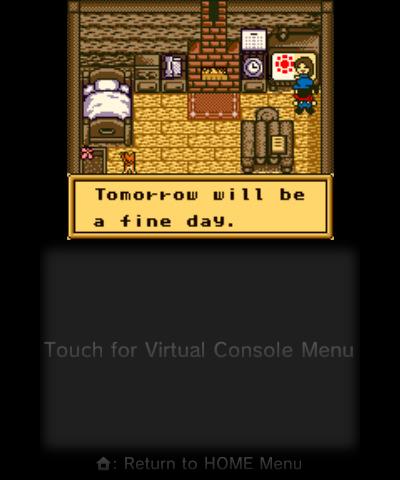 Tomorrow will be
a fine day.
Touch for Virtual Console Menu
: Return to HOME Menu